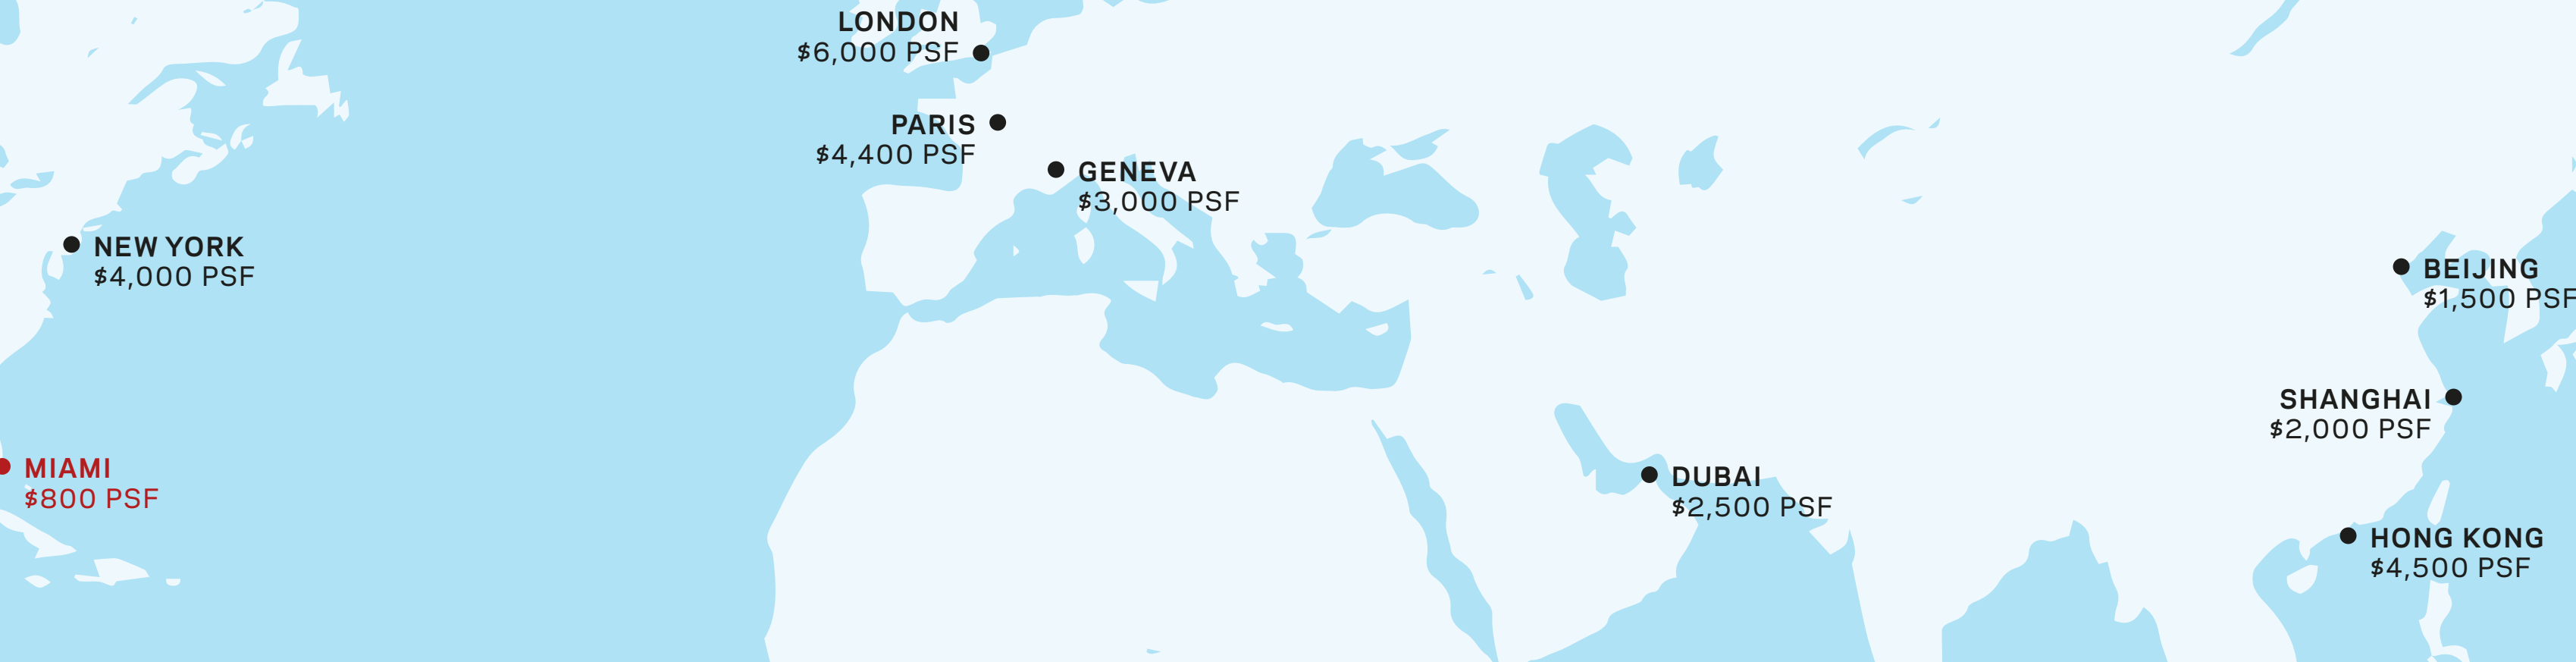 LONDON
$6,000 PSF
PARIS
$4,400 PSF
GENEVA
$3,000 PSF
NEW YORK
$4,000 PSF
BEIJING
$1,500 PSF
SHANGHAI
$2,000 PSF
MIAMI
$800 PSF
DUBAI
$2,500 PSF
HONG KONG
$4,500 PSF